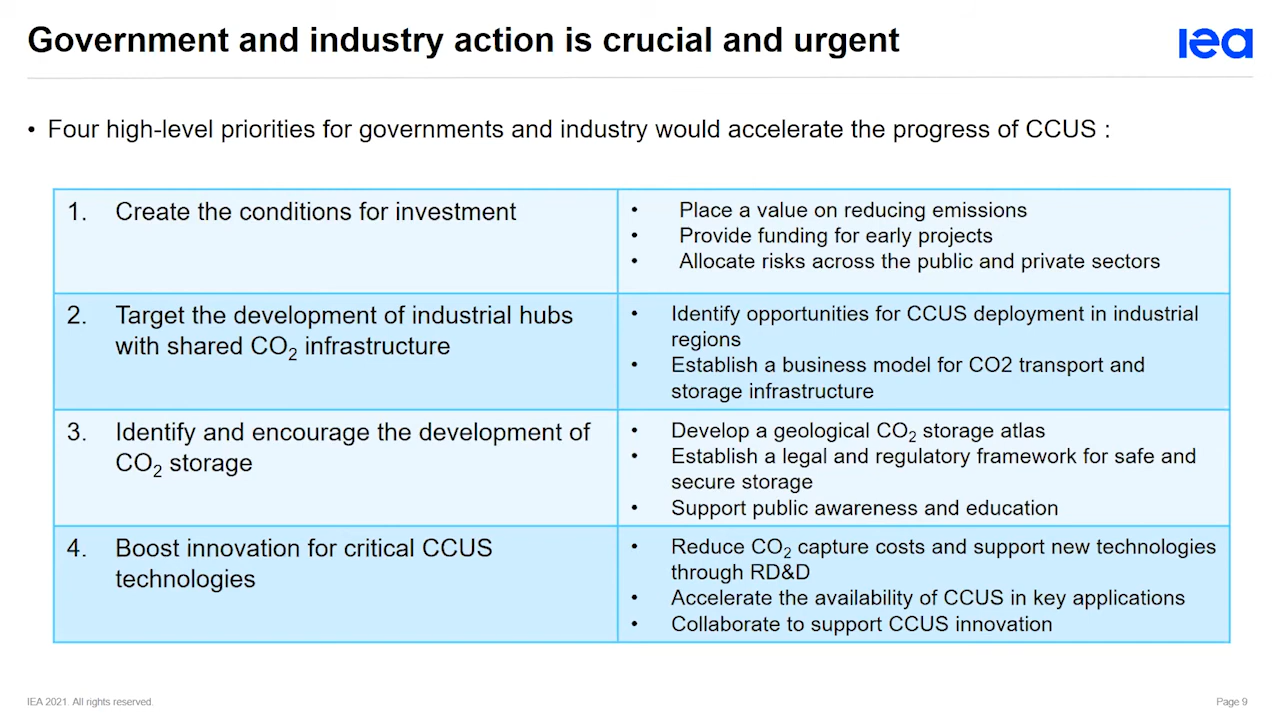 Government and industry action is crucial and urgent
iea
• Four high-level priorities for governments and industry would accelerate the progress of CCUS :
1. Create the conditions for investment
• Place a value on reducing emissions
• Provide funding for early projects
• Allocate risks across the public and private sectors
2. Target the development of industrial hubs
with shared CO₂ infrastructure
• Identify opportunities for CCUS deployment in industrial
regions
• Establish a business model for CO2 transport and
storage infrastructure
3. Identify and encourage the development of
CO₂ storage
• Develop a geological CO₂ storage atlas
• Establish a legal and regulatory framework for safe and
secure storage
• Support public awareness and education
4. Boost innovation for critical CCUS
technologies
• Reduce CO₂ capture costs and support new technologies
through RD&D
• Accelerate the availability of CCUS in key applications
• Collaborate to support CCUS innovation
IEA 2021. All rights reserved.
Page 9